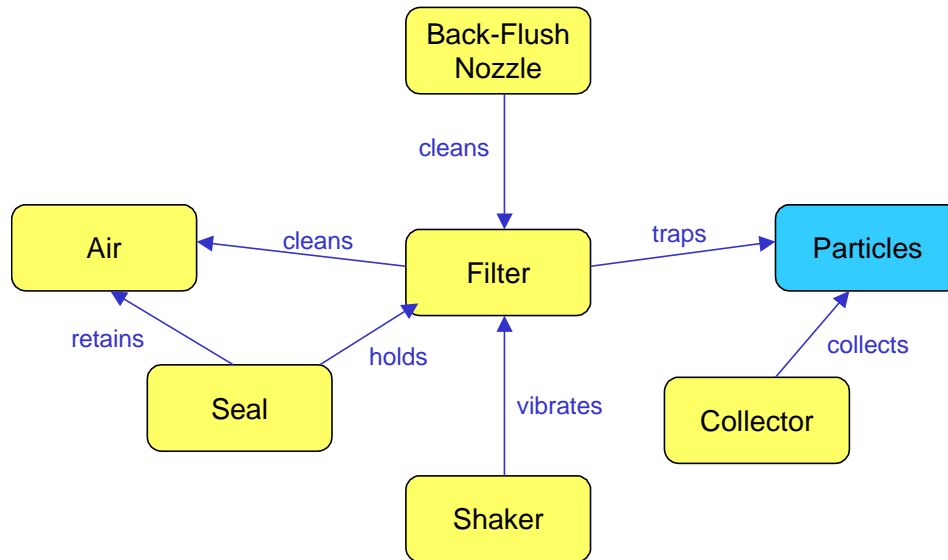 Back-Flush
Nozzle
cleans
Air
cleans
Filter
traps
Particles
retains
holds
collects
Seal
vibrates
Collector
Shaker